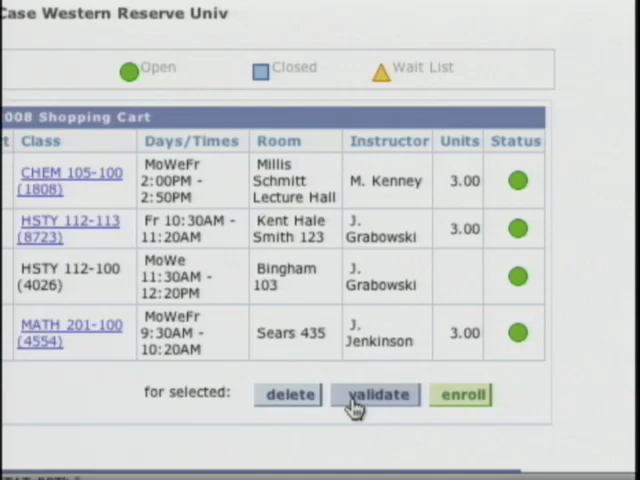 Case Western Reserve Univ
Open Closed Wait List
008 Shopping Cart
Class Days/Times Room Instructor Units Status
CHEM 105-100
(1808)
MoWeFr
2:00PM -
2:50PM
Millis
Schmitt
Lecture Hall
M. Kenney
3.00
HSTY 112-113
(8723)
Fr 10:30AM -
11:20AM
Kent Hale
Smith 123
J.
Grabowski
3.00
HSTY 112-100
(4026)
MoWe
11:30AM -
12:20PM
Bingham
103
J.
Grabowski
MATH 201-100
(4554)
MoWeFr
9:30AM -
10:20AM
Sears 435
J.
Jenkinson
3.00
for selected: delete validate enroll